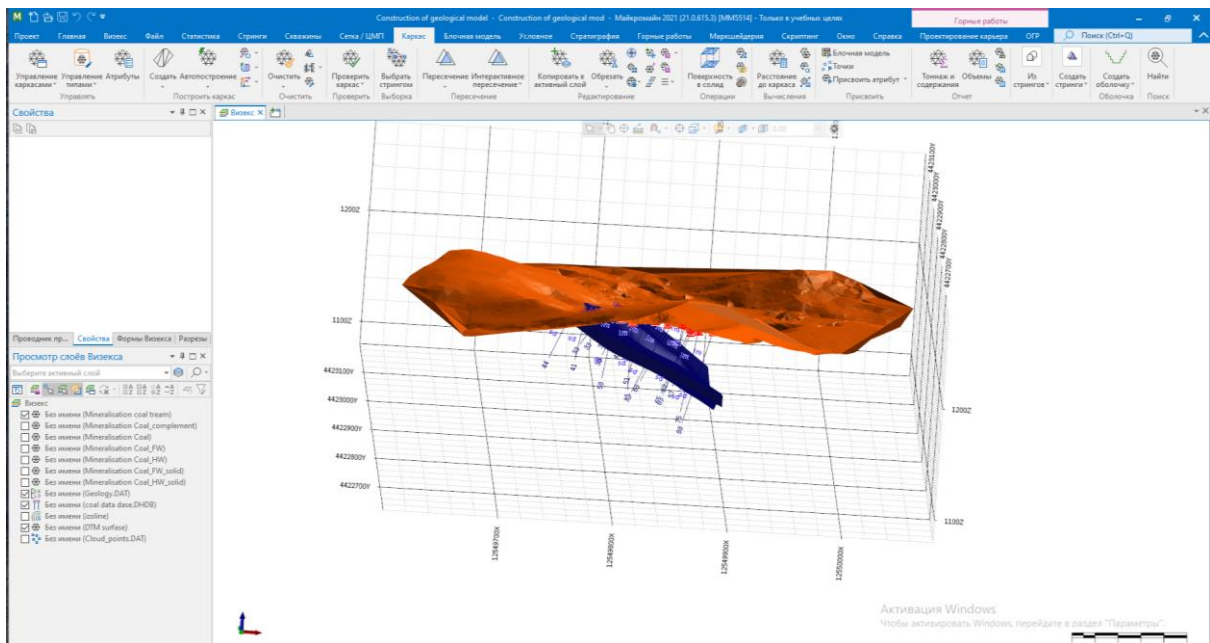 Construction of geological model - Construction of geological mod - Майкромайн 2021 (21.0.615.3) [MM5514] - Только в учебных целях
Горные работы
Проект Главная Визекс Файл Статистика Стринги Скважины Сетка / ЦМП Каркас Блочная модель Условное Стратиграфия Горные работы Маркшейдерия Скриптинг Окно Справка Проектирование карьера ОГР Поиск (Ctrl+Q)
Управление каркасами Управление типами Атрибуты Создать Автопостроение Очистить Проверить каркас Выбрать стрингом Пересечение Интерактивное пересечение Копировать в активный слой Обрезать Поверхность в солид Расстояние до каркаса Блочная модель Точки Присвоить атрибут Тоннаж и содержания Объемы Из стрингов Создать стринги Создать оболочку Найти
Управлять Построить каркас Очистить Проверить Выборка Пересечение Редактирование Операции Вычисления Присвоить Отчет Оболочка Поиск
Свойства
Визекс
Проводник пр... Свойства Формы Визекса Разрезы
Просмотр слоёв Визекса
Выберите активный слой
Визекс
Без имени (Mineralisation coal tream)
Без имени (Mineralisation Coal_complement)
Без имени (Mineralisation Coal)
Без имени (Mineralisation Coal_FW)
Без имени (Mineralisation Coal_HW)
Без имени (Mineralisation Coal_FW_solid)
Без имени (Mineralisation Coal_HW_solid)
Без имени (Geology.DAT)
Без имени (coal data dase.DHDB)
Без имени (izoline)
Без имени (DTM surface)
Без имени (Cloud_points.DAT)
1200Z
1100Z
4423100Y
4423000Y
4422900Y
4422800Y
4422700Y
4423100Y
4423000Y
4422900Y
4422800Y
4422700Y
1200Z
1100Z
12549700X
12549800X
12549900X
12550000X
44
41
Активация Windows
Чтобы активировать Windows, перейдите в раздел "Параметры".